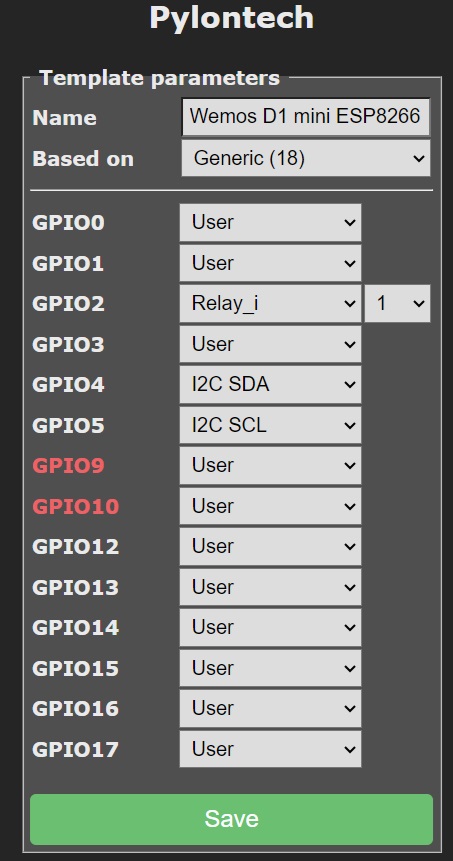 Pylontech
Template parameters
Name Wemos D1 mini ESP8266
Based on Generic (18)
GPIO0 User
GPIO1 User
GPIO2 Relay_i 1
GPIO3 User
GPIO4 I2C SDA
GPIO5 I2C SCL
GPIO9 User
GPIO10 User
GPIO12 User
GPIO13 User
GPIO14 User
GPIO15 User
GPIO16 User
GPIO17 User
Save